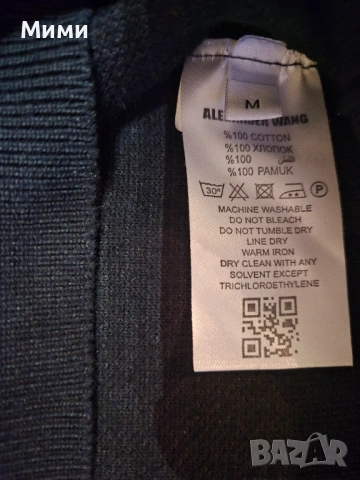 Мими
M
ALEXANDER WANG
%100 COTTON
%100 ХЛОПОК
%100
%100 PAMUK
30°
P
MACHINE WASHABLE
DO NOT BLEACH
DO NOT TUMBLE DRY
LINE DRY
WARM IRON
DRY CLEAN WITH ANY
SOLVENT EXCEPT
TRICHLOROETHYLENE
BAZAR